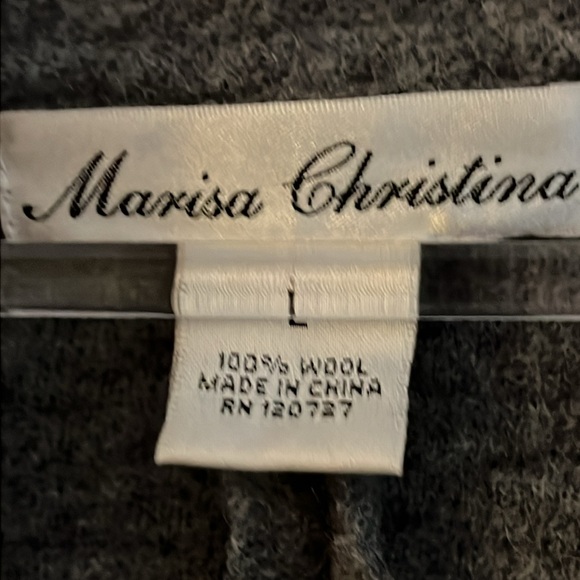 Marisa Christina
L
100% WOOL
MADE IN CHINA
RN 120727